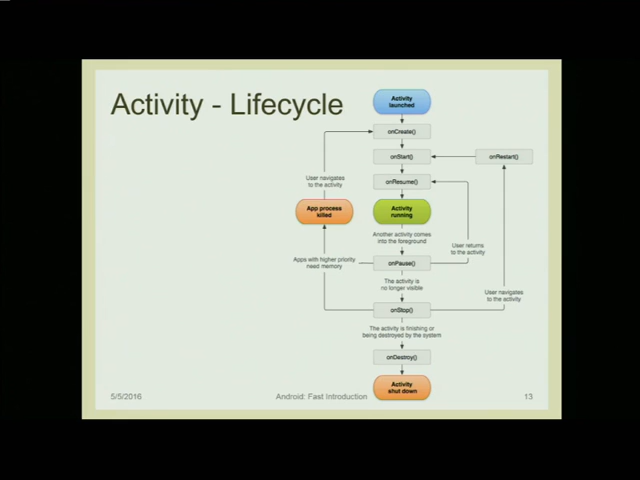 Activity - Lifecycle
Activity
launched
onCreate()
onStart()
onRestart()
User navigates
to the activity
onResume()
App process
killed
Activity
running
Another activity comes
into the foreground
User returns
to the activity
Apps with higher priority
need memory
onPause()
The activity is
no longer visible
User navigates
to the activity
onStop()
The activity is finishing or
being destroyed by the system
onDestroy()
Activity
shut down
5/5/2016
Android: Fast Introduction
13